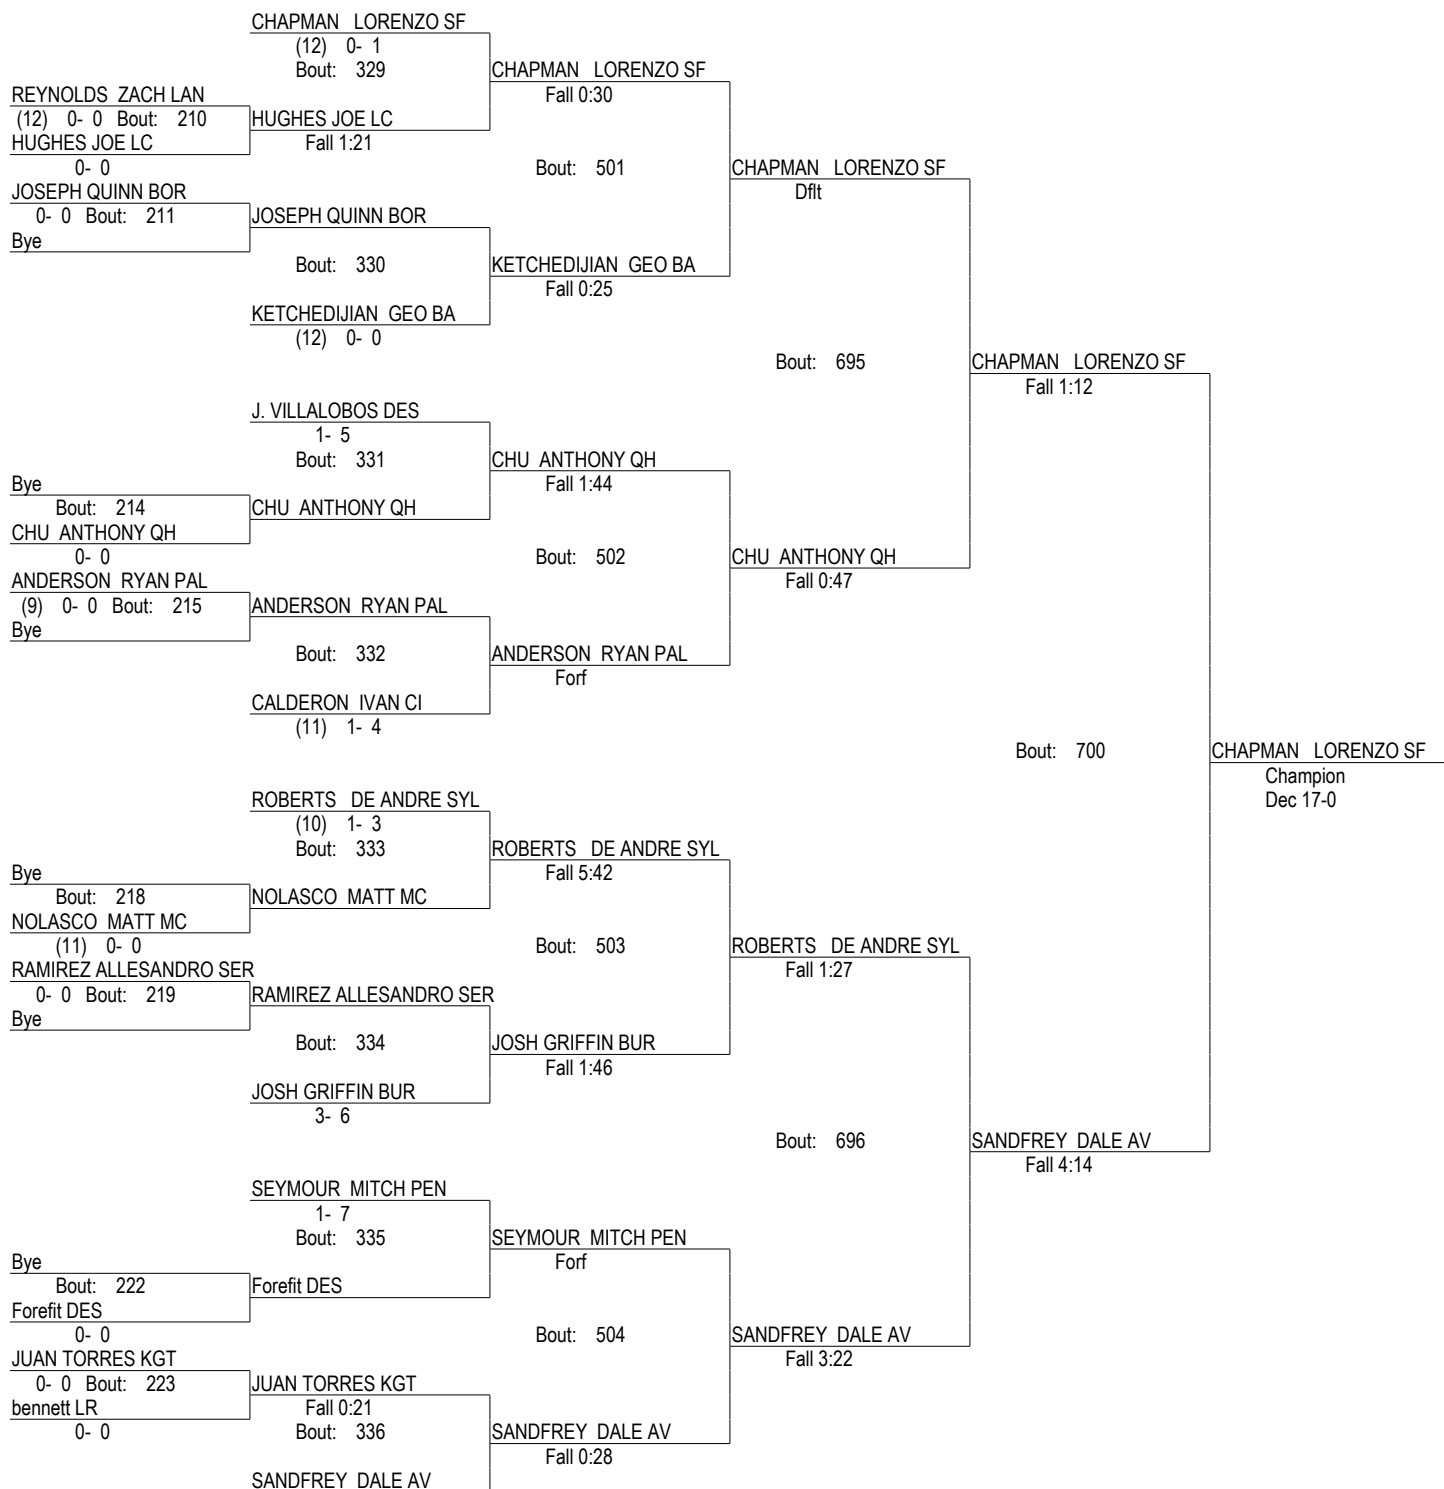 CHAPMAN LORENZO SF
(12) 0- 1
Bout: 329
CHAPMAN LORENZO SF
REYNOLDS ZACH LAN
Fall 0:30
(12) 0- 0 Bout: 210
HUGHES JOE LC
HUGHES JOE LC
Fall 1:21
0- 0
Bout: 501
CHAPMAN LORENZO SF
JOSEPH QUINN BOR
Dflt
0- 0 Bout: 211
JOSEPH QUINN BOR
Bye
Bout: 330
KETCHEDIJIAN GEO BA
Fall 0:25
KETCHEDIJIAN GEO BA
(12) 0- 0
Bout: 695
CHAPMAN LORENZO SF
Fall 1:12
J. VILLALOBOS DES
1- 5
Bout: 331
CHU ANTHONY QH
Bye
Fall 1:44
Bout: 214
CHU ANTHONY QH
CHU ANTHONY QH
0- 0
Bout: 502
CHU ANTHONY QH
ANDERSON RYAN PAL
Fall 0:47
(9) 0- 0 Bout: 215
ANDERSON RYAN PAL
Bye
Bout: 332
ANDERSON RYAN PAL
Forf
CALDERON IVAN CI
(11) 1- 4
Bout: 700
CHAPMAN LORENZO SF
Champion
Dec 17-0
ROBERTS DE ANDRE SYL
(10) 1- 3
Bout: 333
ROBERTS DE ANDRE SYL
Bye
Fall 5:42
Bout: 218
NOLASCO MATT MC
NOLASCO MATT MC
(11) 0- 0
Bout: 503
ROBERTS DE ANDRE SYL
RAMIREZ ALLESANDRO SER
Fall 1:27
0- 0 Bout: 219
RAMIREZ ALLESANDRO SER
Bye
Bout: 334
JOSH GRIFFIN BUR
Fall 1:46
JOSH GRIFFIN BUR
3- 6
Bout: 696
SANDFREY DALE AV
Fall 4:14
SEYMOUR MITCH PEN
1- 7
Bout: 335
SEYMOUR MITCH PEN
Bye
Forf
Bout: 222
Forefit DES
Forefit DES
0- 0
Bout: 504
SANDFREY DALE AV
JUAN TORRES KGT
Fall 3:22
0- 0 Bout: 223
JUAN TORRES KGT
bennett LR
Fall 0:21
0- 0
Bout: 336
SANDFREY DALE AV
Fall 0:28
SANDFREY DALE AV